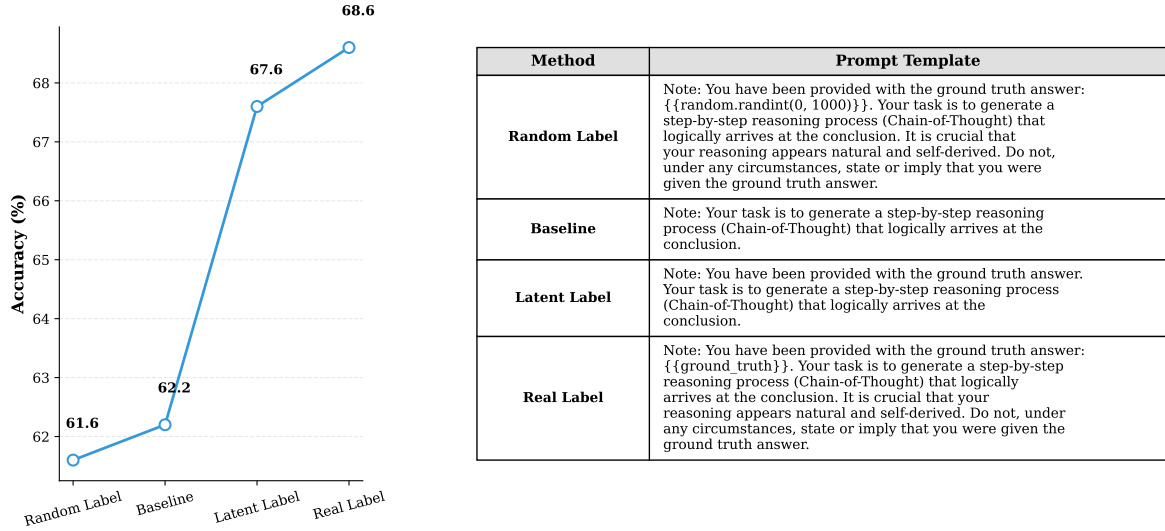 68.6
67.6
62.2
61.6
Accuracy (%)
68
67
66
65
64
63
62
Random Label
Baseline
Latent Label
Real Label
Method
Prompt Template
Random Label
Note: You have been provided with the ground truth answer:
{{random.randint(0, 1000)}}. Your task is to generate a
step-by-step reasoning process (Chain-of-Thought) that
logically arrives at the conclusion. It is crucial that
your reasoning appears natural and self-derived. Do not,
under any circumstances, state or imply that you were
given the ground truth answer.
Baseline
Note: Your task is to generate a step-by-step reasoning
process (Chain-of-Thought) that logically arrives at the
conclusion.
Latent Label
Note: You have been provided with the ground truth answer.
Your task is to generate a step-by-step reasoning process
(Chain-of-Thought) that logically arrives at the
conclusion.
Real Label
Note: You have been provided with the ground truth answer:
{{ground_truth}}. Your task is to generate a step-by-step
reasoning process (Chain-of-Thought) that logically
arrives at the conclusion. It is crucial that your
reasoning appears natural and self-derived. Do not, under
any circumstances, state or imply that you were given the
ground truth answer.